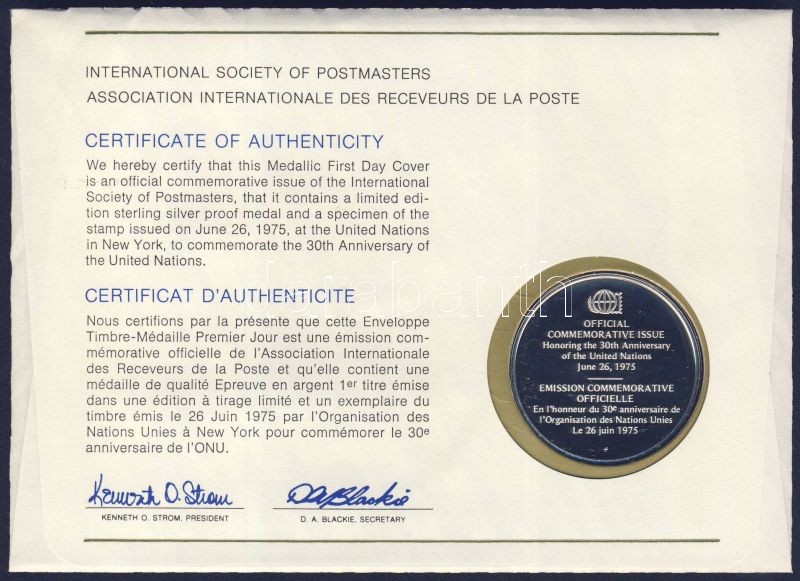 INTERNATIONAL SOCIETY OF POSTMASTERS
ASSOCIATION INTERNATIONALE DES RECEVEURS DE LA POSTE
CERTIFICATE OF AUTHENTICITY
We hereby certify that this Medallic First Day Cover
is an official commemorative issue of the International
Society of Postmasters, that it contains a limited edi-
tion sterling silver proof medal and a specimen of the
stamp issued on June 26, 1975, at the United Nations
in New York, to commemorate the 30th Anniversary of
the United Nations.
CERTIFICAT D'AUTHENTICITE
Nous certifions par la présente que cette Enveloppe
Timbre-Médaille Premier Jour est une émission com-
mémorative officielle de l'Association Internationale
des Receveurs de la Poste et qu'elle contient une
médaille de qualité Epreuve en argent 1er titre émise
dans une édition à tirage limité et un exemplaire du
timbre émis le 26 Juin 1975 par l'Organisation des
Nations Unies à New York pour commémorer le 30e
anniversaire de l'ONU.
Kenneth O. Strom
KENNETH O. STROM, PRESIDENT
D A Blackie
D. A. BLACKIE, SECRETARY
OFFICIAL
COMMEMORATIVE ISSUE
Honoring the 30th Anniversary
of the United Nations
June 26, 1975
EMISSION COMMEMORATIVE
OFFICIELLE
En l'honneur du 30e anniversaire de
l'Organisation des Nations Unies
Le 26 juin 1975
darabanth